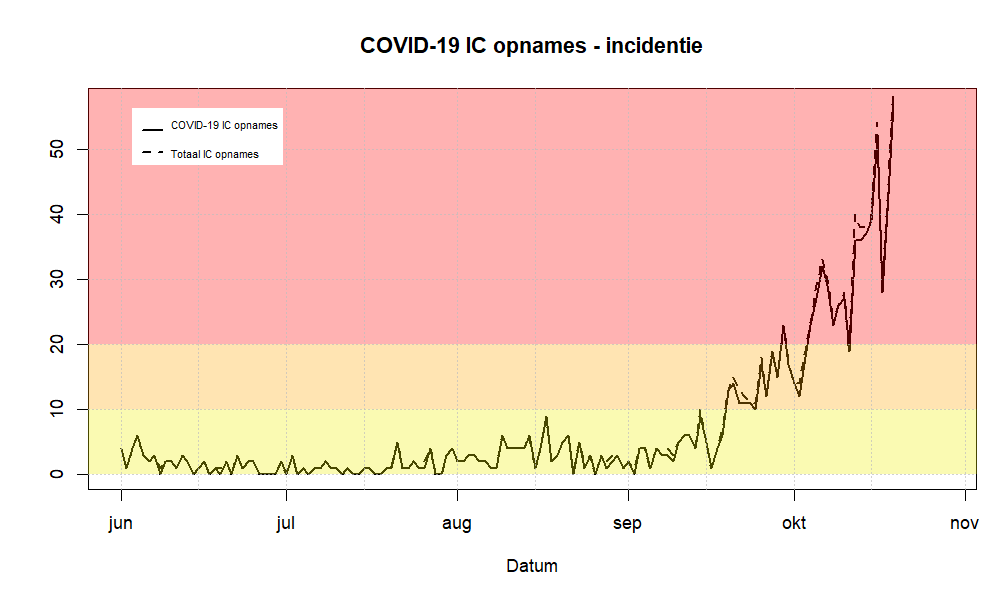 COVID-19 IC opnames - incidentie
COVID-19 IC opnames
Totaal IC opnames
50
40
30
20
10
0
jun jul aug sep okt nov
Datum